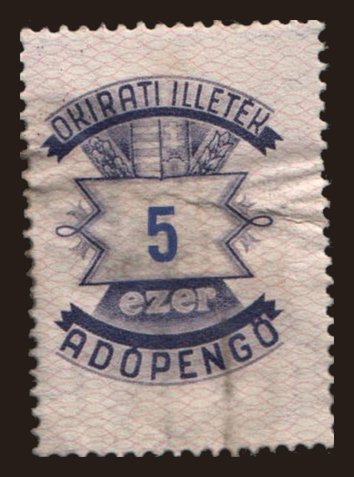 OKIRATI ILLETÉK
5
ezer
ADÓPENGŐ